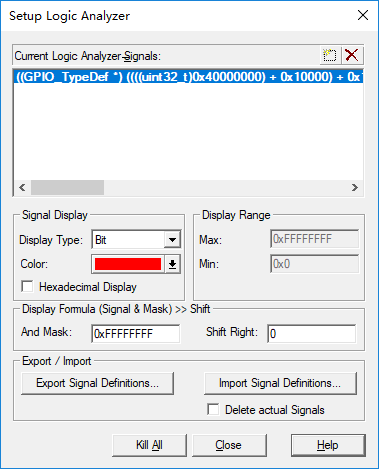 Setup Logic Analyzer
Current Logic Analyzer Signals:
((GPIO_TypeDef *) ((((uint32_t)0x40000000) + 0x10000) + 0x1
Signal Display
Display Type: Bit
Color:
Hexadecimal Display
Display Range
Max: 0xFFFFFFFF
Min: 0x0
Display Formula (Signal & Mask) >> Shift
And Mask: 0xFFFFFFFF Shift Right: 0
Export / Import
Export Signal Definitions... Import Signal Definitions...
Delete actual Signals
Kill All Close Help